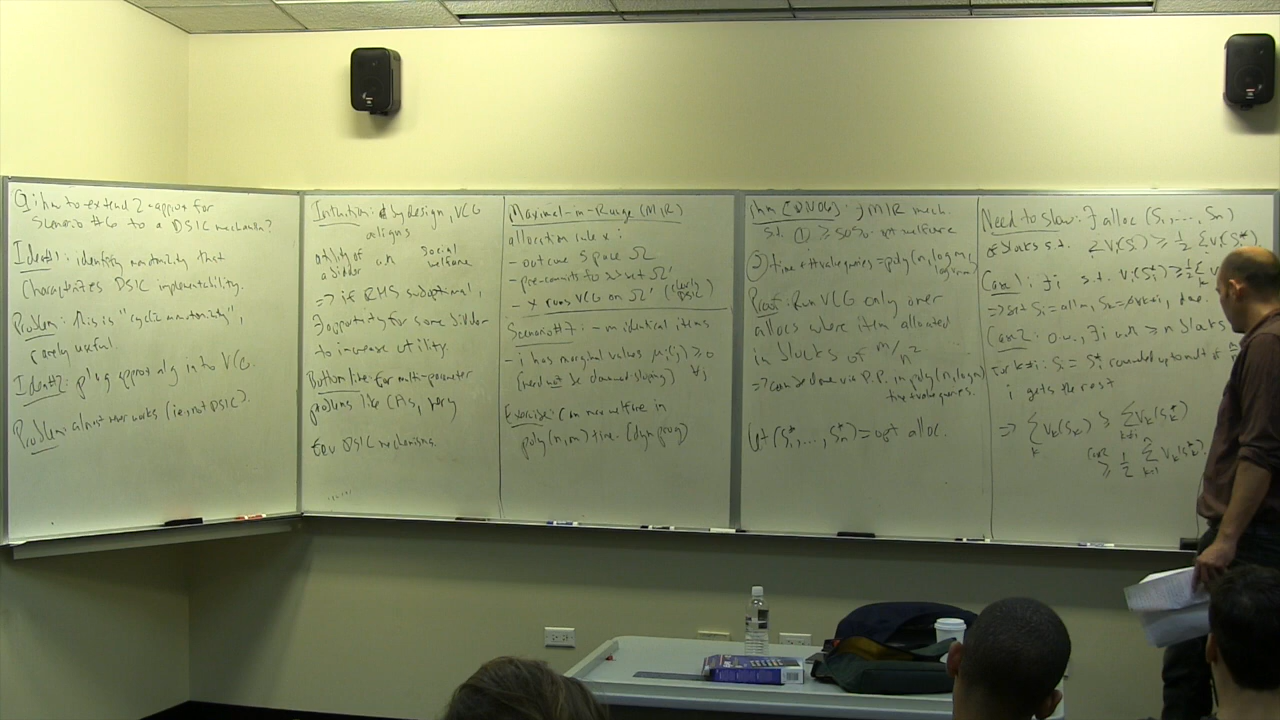 Q: how to extend 2-approx for
Scenario #6 to a DSIC mechanism?
Idea #1: identify monotonicity that
characterizes DSIC implementability.
Problem: this is "cyclic monotonicity",
rarely useful
Idea #2: plug approx alg into VCG.
Problem: almost never works (i.e. not DSIC).
Intuition: by design, VCG
aligns
utility of a bidder social welfare
=> if RHS suboptimal,
∃ opportunity for some bidder
to increase utility
Bottom line: for multi-parameter
problems like CAs, very
few DSIC mechanisms.
Maximal-in-Range (MIR)
allocation rule x:
- outcome space Ω
- pre-commits to subset Ω'
- x runs VCG on Ω' (clearly DSIC)
Scenario #7: - m identical items
- i has marginal values μi(j) ≥ 0 ∀j
(need not be downsloping)
Exercise: can max welfare in
poly(n,m) time. (dyn prog)
Thm [DN06]: ∃ MIR mech.
s.t. ① ≥ 50% opt welfare
② time + # value queries = poly(n, log m,
Proof: Run VCG only over
allocs where item allocated
in blocks of m/n²
=> can be done via D.P. in poly(n, log m)
time + value queries.
Let (S1*, ..., Sn*) = opt alloc.
Need to show: ∃ alloc (S1, ..., Sn)
of blocks s.t. Σ Vi(Si) ≥ 1/2 Σ Vi(Si*)
Case 1: ∃i s.t. Vi(Si*) ≥ 1/2 Σ
=> set Si = all m, Sk = ∅ ∀k≠i, done.
Case 2: o.w., ∃i with ≥ n blocks
For k≠i: Sk = Sk* rounded up to mult of
i gets the rest
=> Σk Vk(Sk) ≥ Σk≠i Vk(Sk*)
≥ 1/2 Σk=1 n Vk(Sk*)